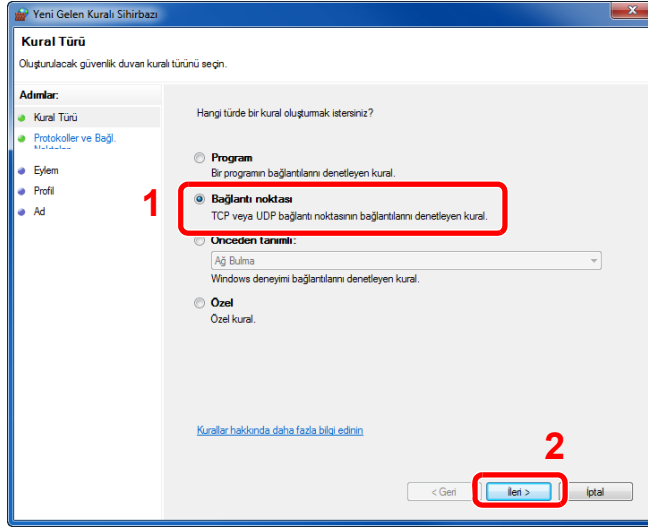 Yeni Gelen Kuralı Sihirbazı
Kural Türü
Oluşturulacak güvenlik duvarı kuralı türünü seçin.
Adımlar:
Kural Türü
Protokoller ve Bağl.
Eylem
Profil
Ad
Hangi türde bir kural oluşturmak istersiniz?
Program
Bir programın bağlantılarını denetleyen kural.
1
Bağlantı noktası
TCP veya UDP bağlantı noktasının bağlantılarını denetleyen kural.
Önceden tanımlı:
Ağ Bulma
Windows deneyimi bağlantılarını denetleyen kural.
Özel
Özel kural.
Kurallar hakkında daha fazla bilgi edinin
2
< Geri
İleri >
İptal